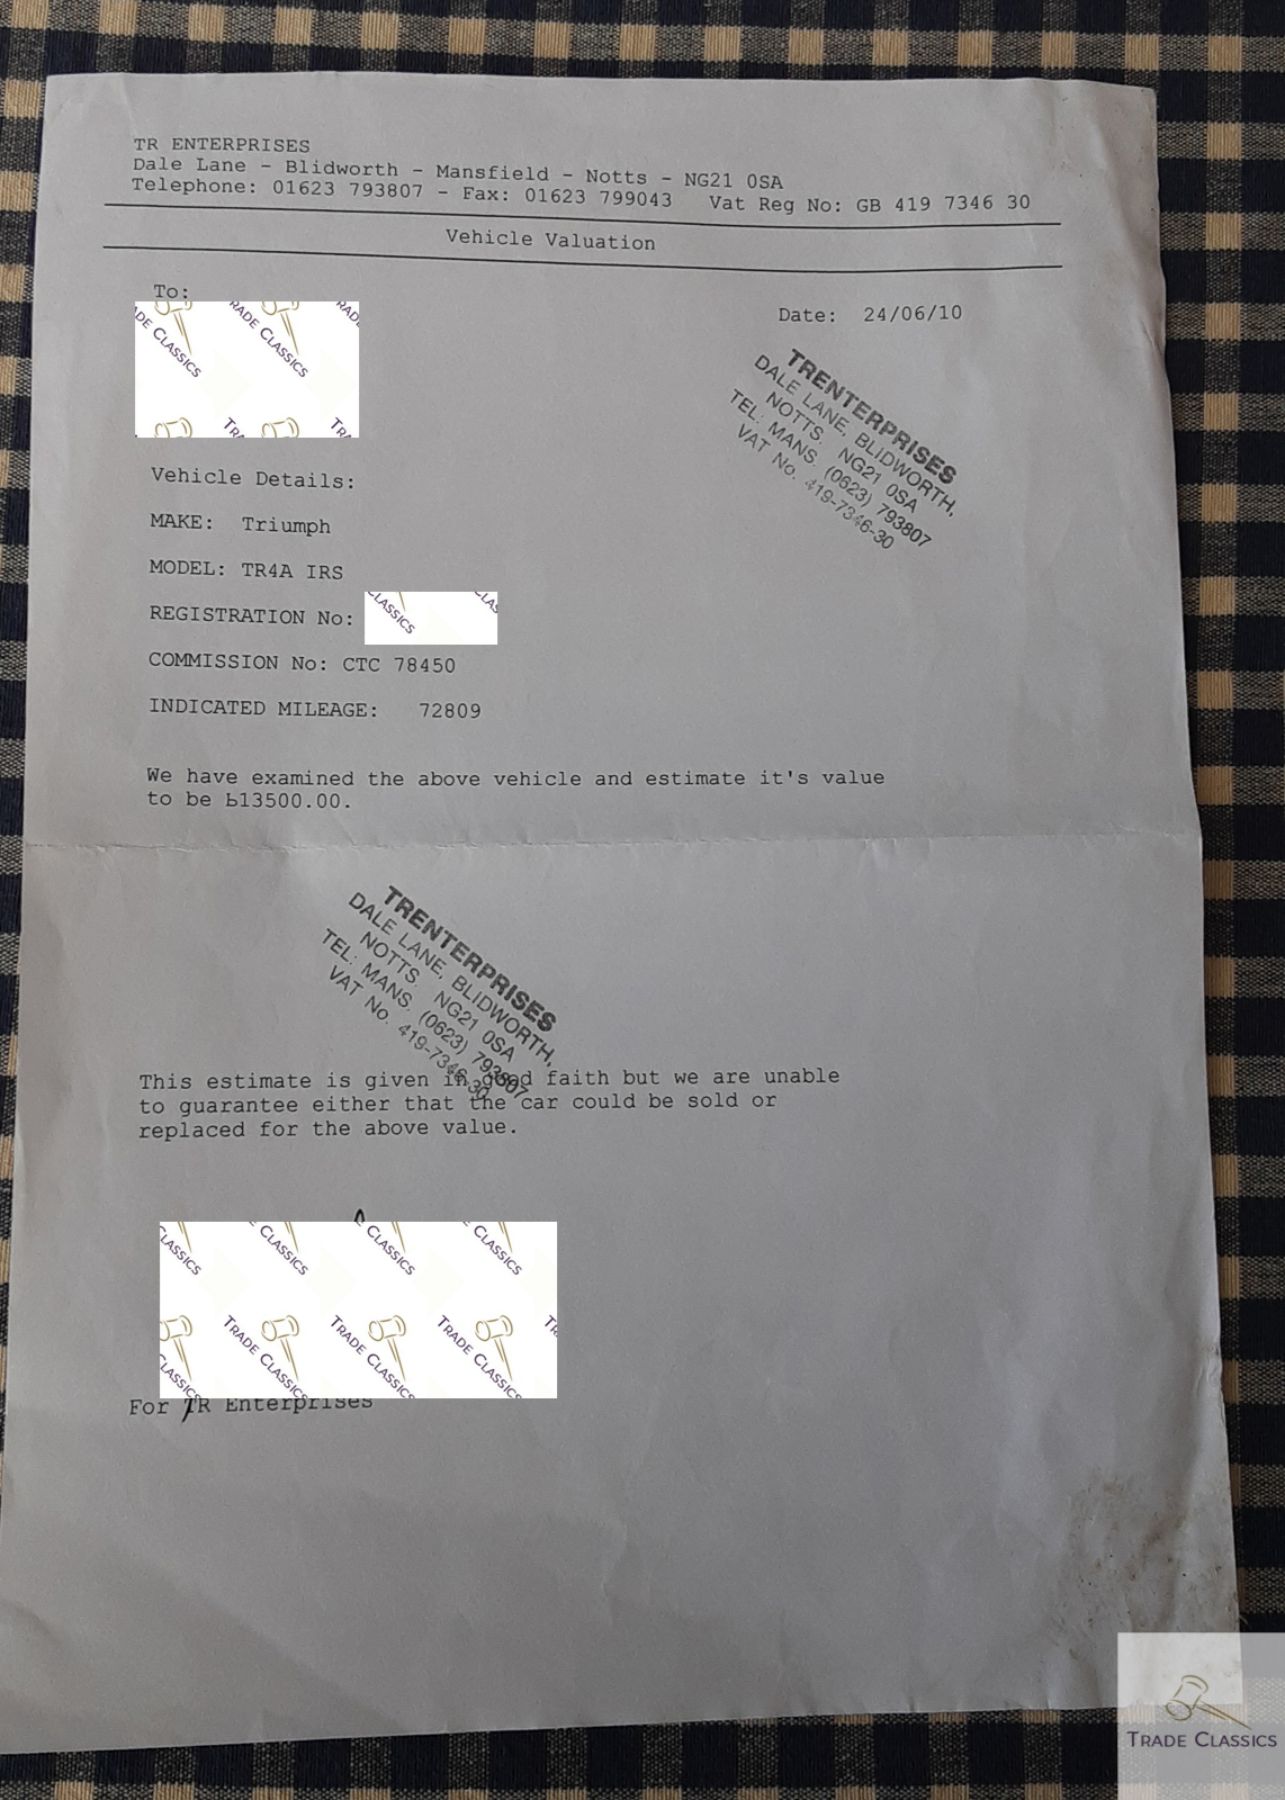 TR ENTERPRISES
Dale Lane - Blidworth - Mansfield - Notts - NG21 0SA
Telephone: 01623 793807 - Fax: 01623 799043 Vat Reg No: GB 419 7346 30
Vehicle Valuation
To:
Date: 24/06/10
TRENTERPRISES
DALE LANE, BLIDWORTH,
NOTTS. NG21 0SA
TEL: MANS. (0623) 793807
VAT No. 419-7346-30
Vehicle Details:
MAKE: Triumph
MODEL: TR4A IRS
REGISTRATION No:
COMMISSION No: CTC 78450
INDICATED MILEAGE: 72809
We have examined the above vehicle and estimate it's value
to be ь13500.00.
TRENTERPRISES
DALE LANE, BLIDWORTH,
NOTTS. NG21 0SA
TEL: MANS. (0623) 793807
VAT No. 419-7346-30
This estimate is given in good faith but we are unable
to guarantee either that the car could be sold or
replaced for the above value.
For TR Enterprises
TRADE CLASSICS